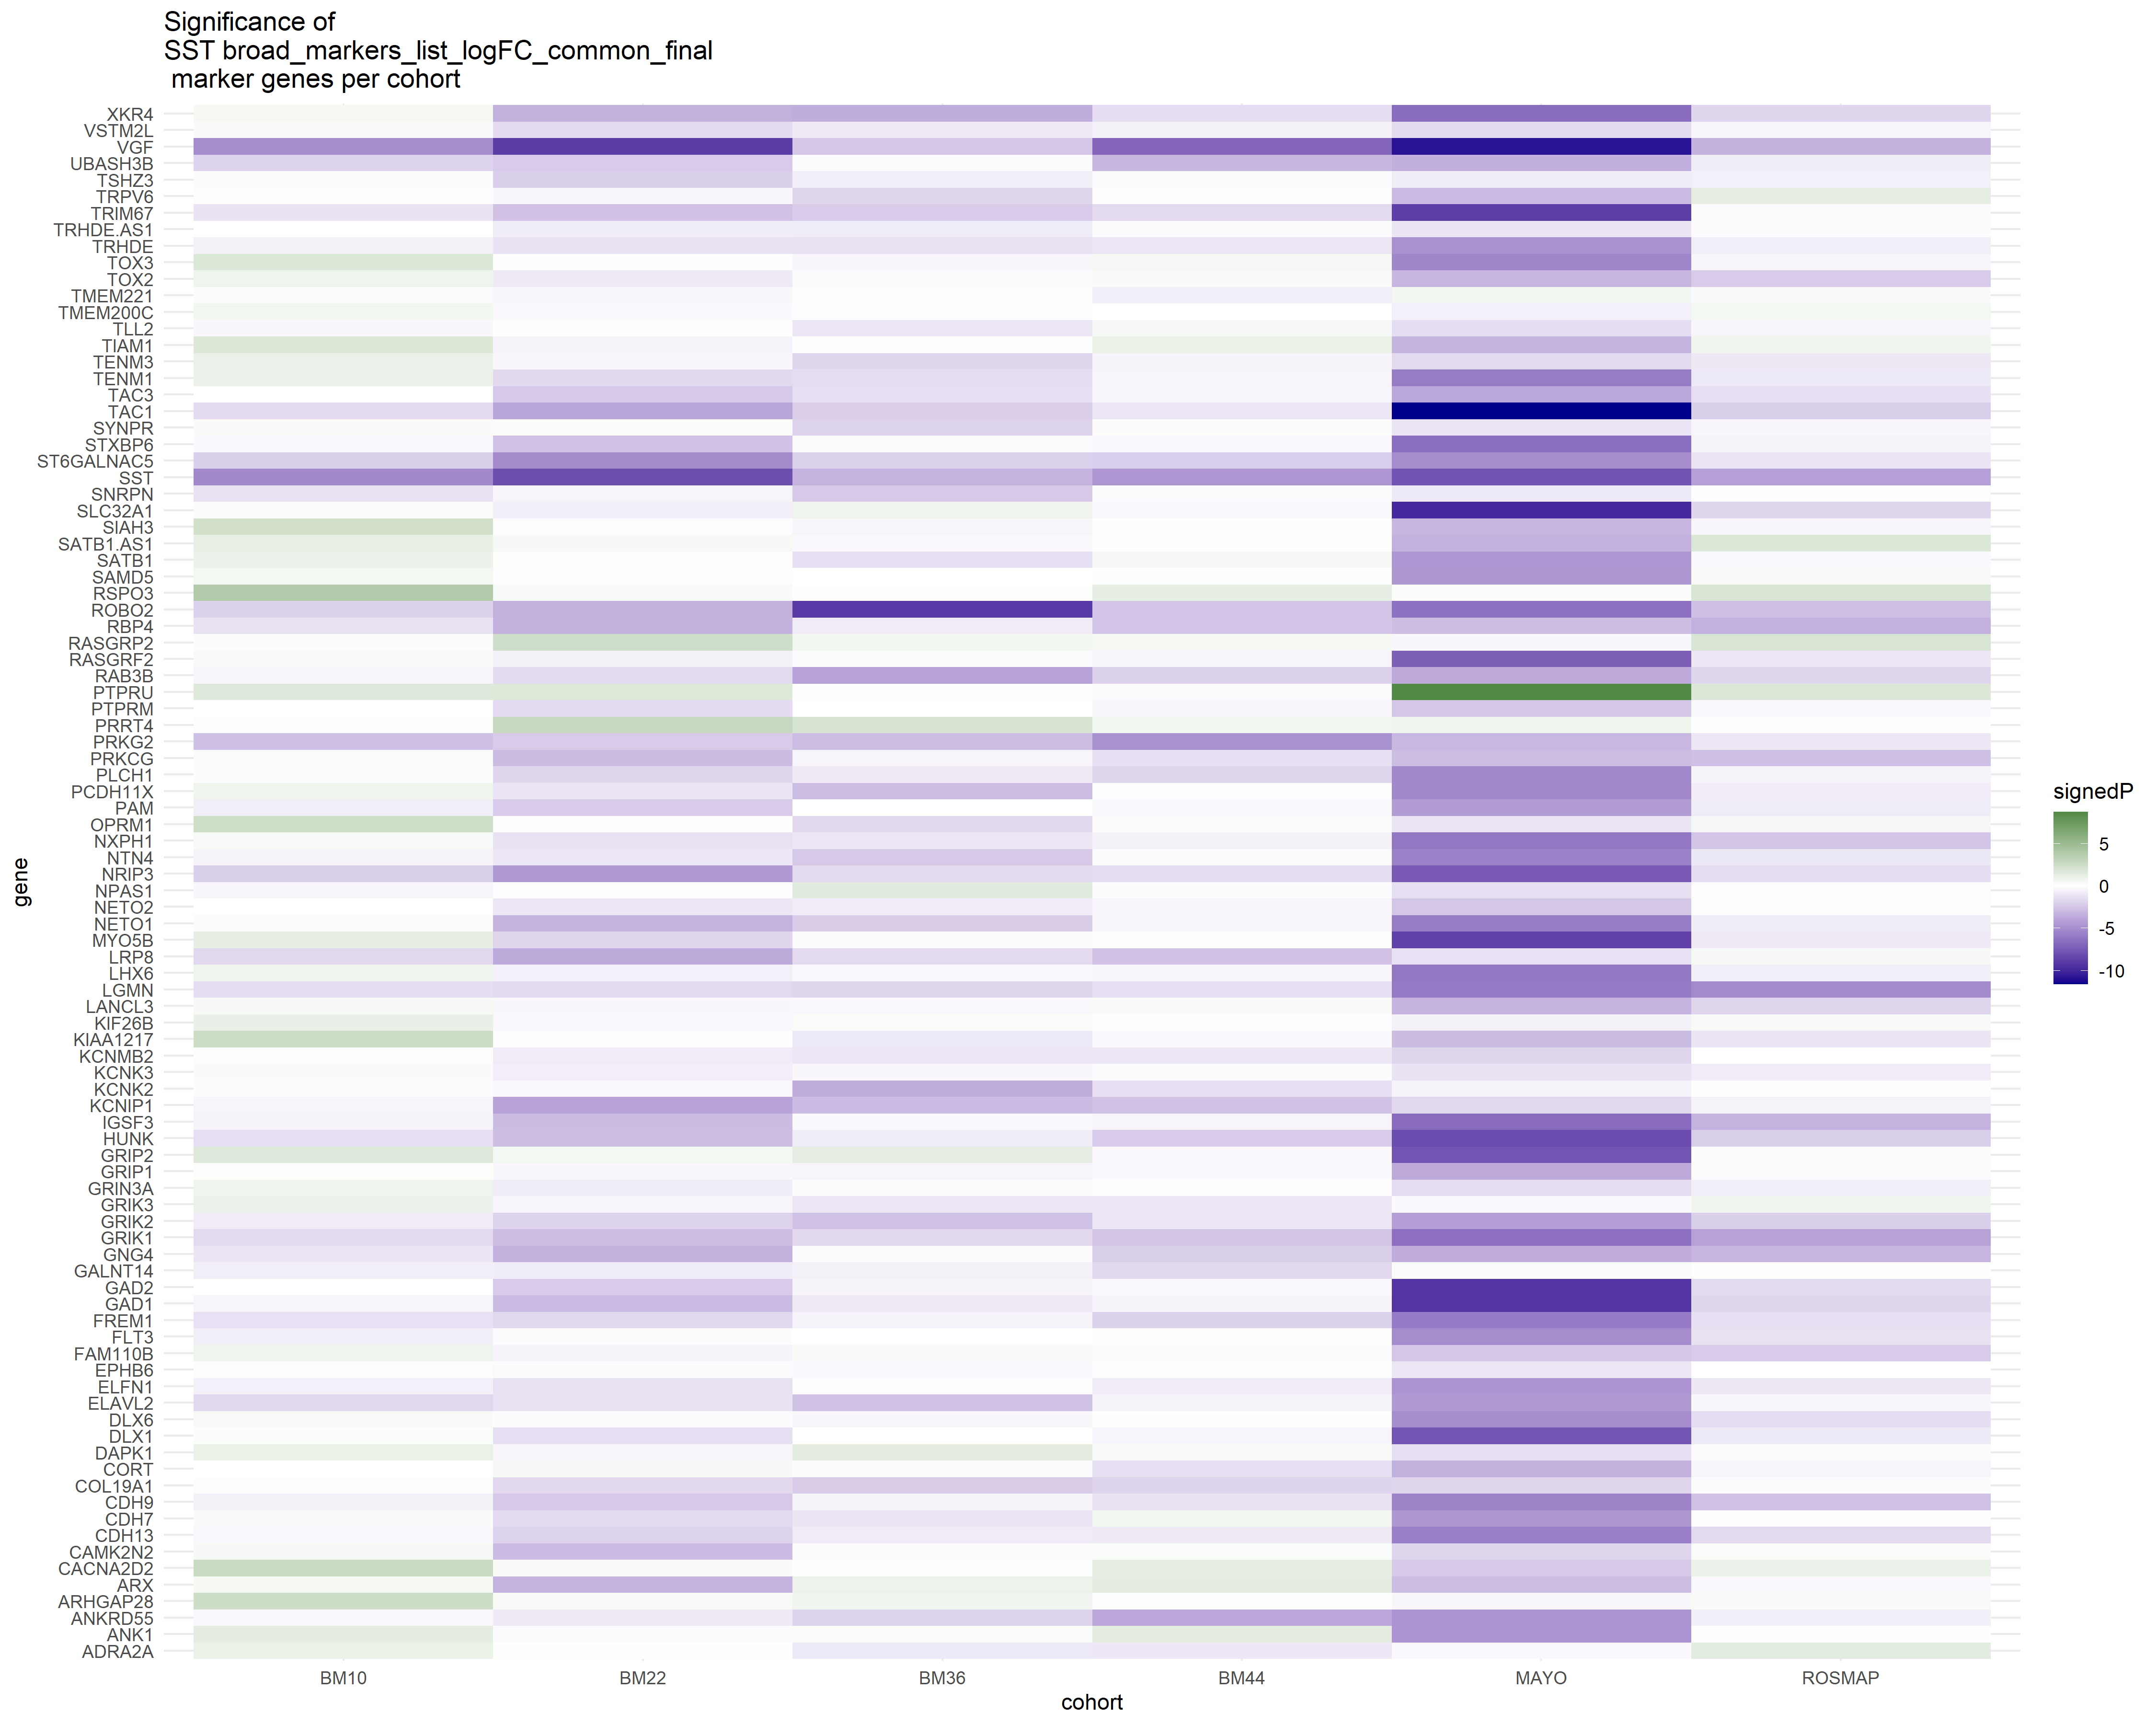 Significance of
SST broad_markers_list_logFC_common_final
marker genes per cohort
gene
XKR4
VSTM2L
VGF
UBASH3B
TSHZ3
TRPV6
TRIM67
TRHDE.AS1
TRHDE
TOX3
TOX2
TMEM221
TMEM200C
TLL2
TIAM1
TENM3
TENM1
TAC3
TAC1
SYNPR
STXBP6
ST6GALNAC5
SST
SNRPN
SLC32A1
SIAH3
SATB1.AS1
SATB1
SAMD5
RSPO3
ROBO2
RBP4
RASGRP2
RASGRF2
RAB3B
PTPRU
PTPRM
PRRT4
PRKG2
PRKCG
PLCH1
PCDH11X
PAM
OPRM1
NXPH1
NTN4
NRIP3
NPAS1
NETO2
NETO1
MYO5B
LRP8
LHX6
LGMN
LANCL3
KIF26B
KIAA1217
KCNMB2
KCNK3
KCNK2
KCNIP1
IGSF3
HUNK
GRIP2
GRIP1
GRIN3A
GRIK3
GRIK2
GRIK1
GNG4
GALNT14
GAD2
GAD1
FREM1
FLT3
FAM110B
EPHB6
ELFN1
ELAVL2
DLX6
DLX1
DAPK1
CORT
COL19A1
CDH9
CDH7
CDH13
CAMK2N2
CACNA2D2
ARX
ARHGAP28
ANKRD55
ANK1
ADRA2A
BM10 BM22 BM36 BM44 MAYO ROSMAP
cohort
signedP
5
0
-5
-10